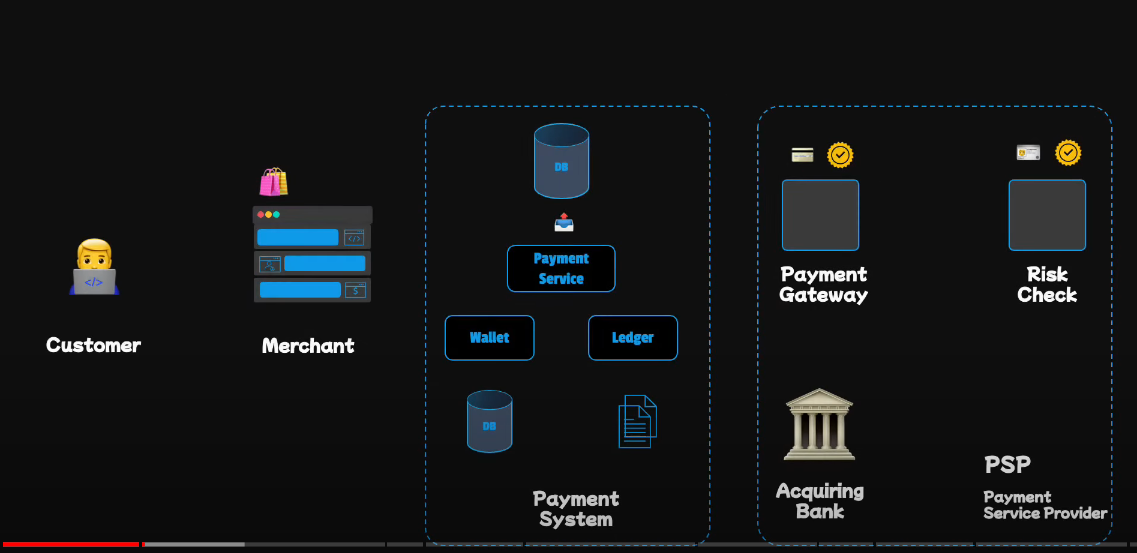 DB
Payment
Service
Wallet
Ledger
DB
Payment
System
Customer
Merchant
Payment
Gateway
Risk
Check
Acquiring
Bank
PSP
Payment
Service Provider